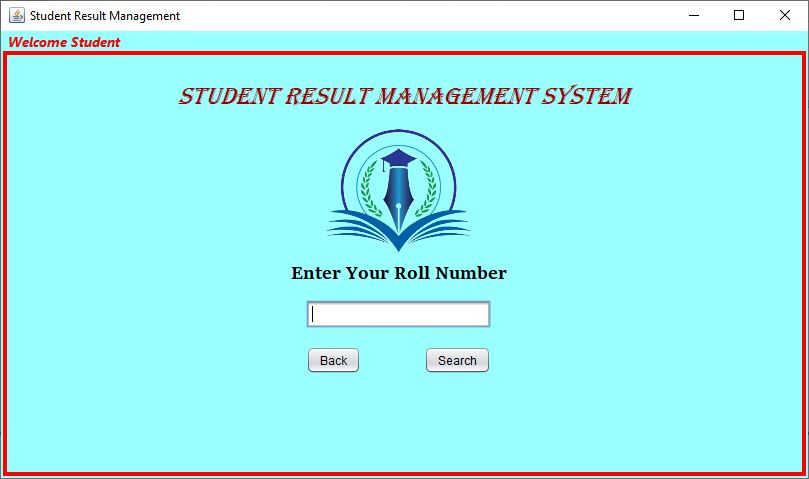 Student Result Management
Welcome Student
STUDENT RESULT MANAGEMENT SYSTEM
Enter Your Roll Number
Back Search